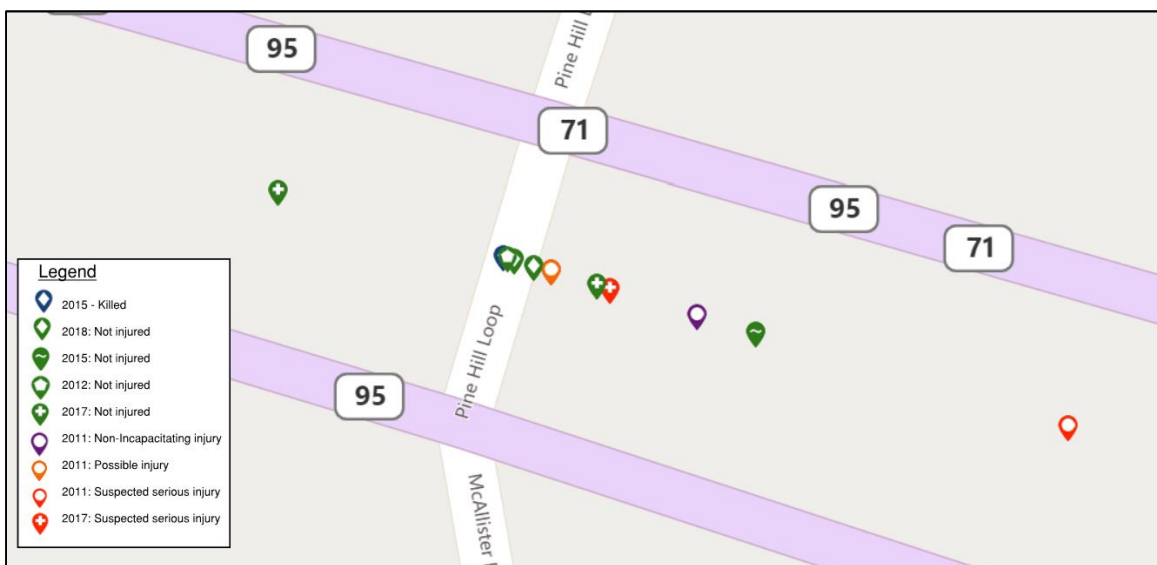 95
Pine Hill L
71
95
71
Pine Hill Loop
95
McAllister
Legend
2015 - Killed
2018: Not injured
2015: Not injured
2012: Not injured
2017: Not injured
2011: Non-Incapacitating injury
2011: Possible injury
2011: Suspected serious injury
2017: Suspected serious injury